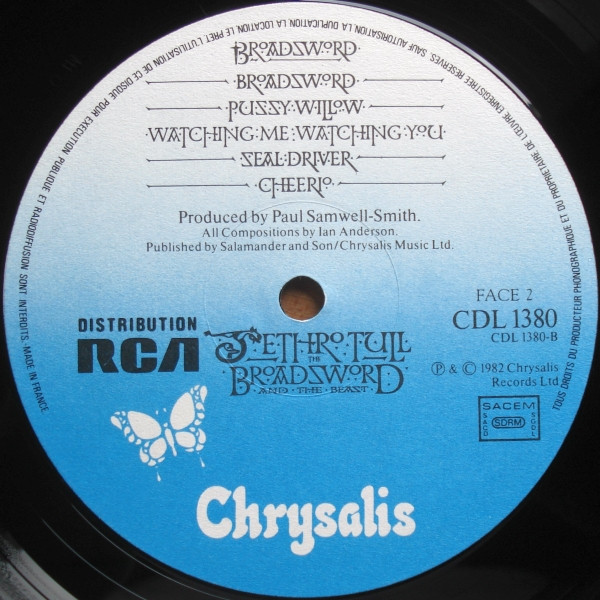 BROADSWORD
BROADSWORD
PUSSY·WILLOW
WATCHING·ME·WATCHING·YOU
SEAL·DRIVER
CHEERIO
Produced by Paul Samwell-Smith.
All Compositions by Ian Anderson.
Published by Salamander and Son/Chrysalis Music Ltd.
FACE 2
CDL 1380
CDL 1380-B
DISTRIBUTION
RCA
JETHRO·TULL
THE
BROADSWORD
AND THE BEAST
Ⓟ & © 1982 Chrysalis
Records Ltd
SACEM
SACD
SDRM
SGDL
Chrysalis
TOUS DROITS DU PRODUCTEUR PHONOGRAPHIQUE ET DU PROPRIETAIRE DE L'ŒUVRE ENREGISTREE RESERVES. SAUF AUTORISATION LA DUPLICATION, LA LOCATION, LE PRET, L'UTILISATION DE CE DISQUE POUR EXECUTION PUBLIQUE ET RADIODIFFUSION SONT INTERDITS.-MADE IN FRANCE